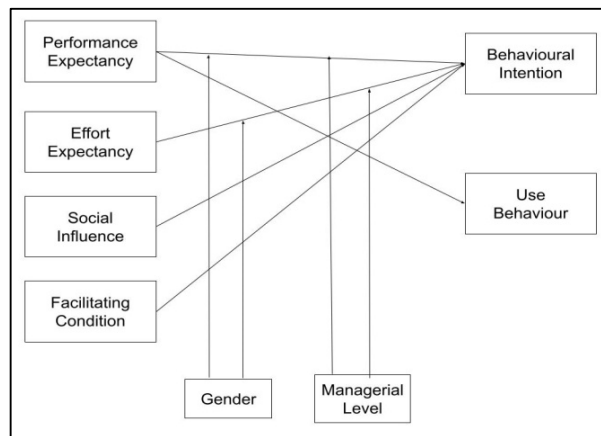 Performance
Expectancy
Behavioural
Intention
Effort
Expectancy
Use
Behaviour
Social
Influence
Facilitating
Condition
Gender
Managerial
Level